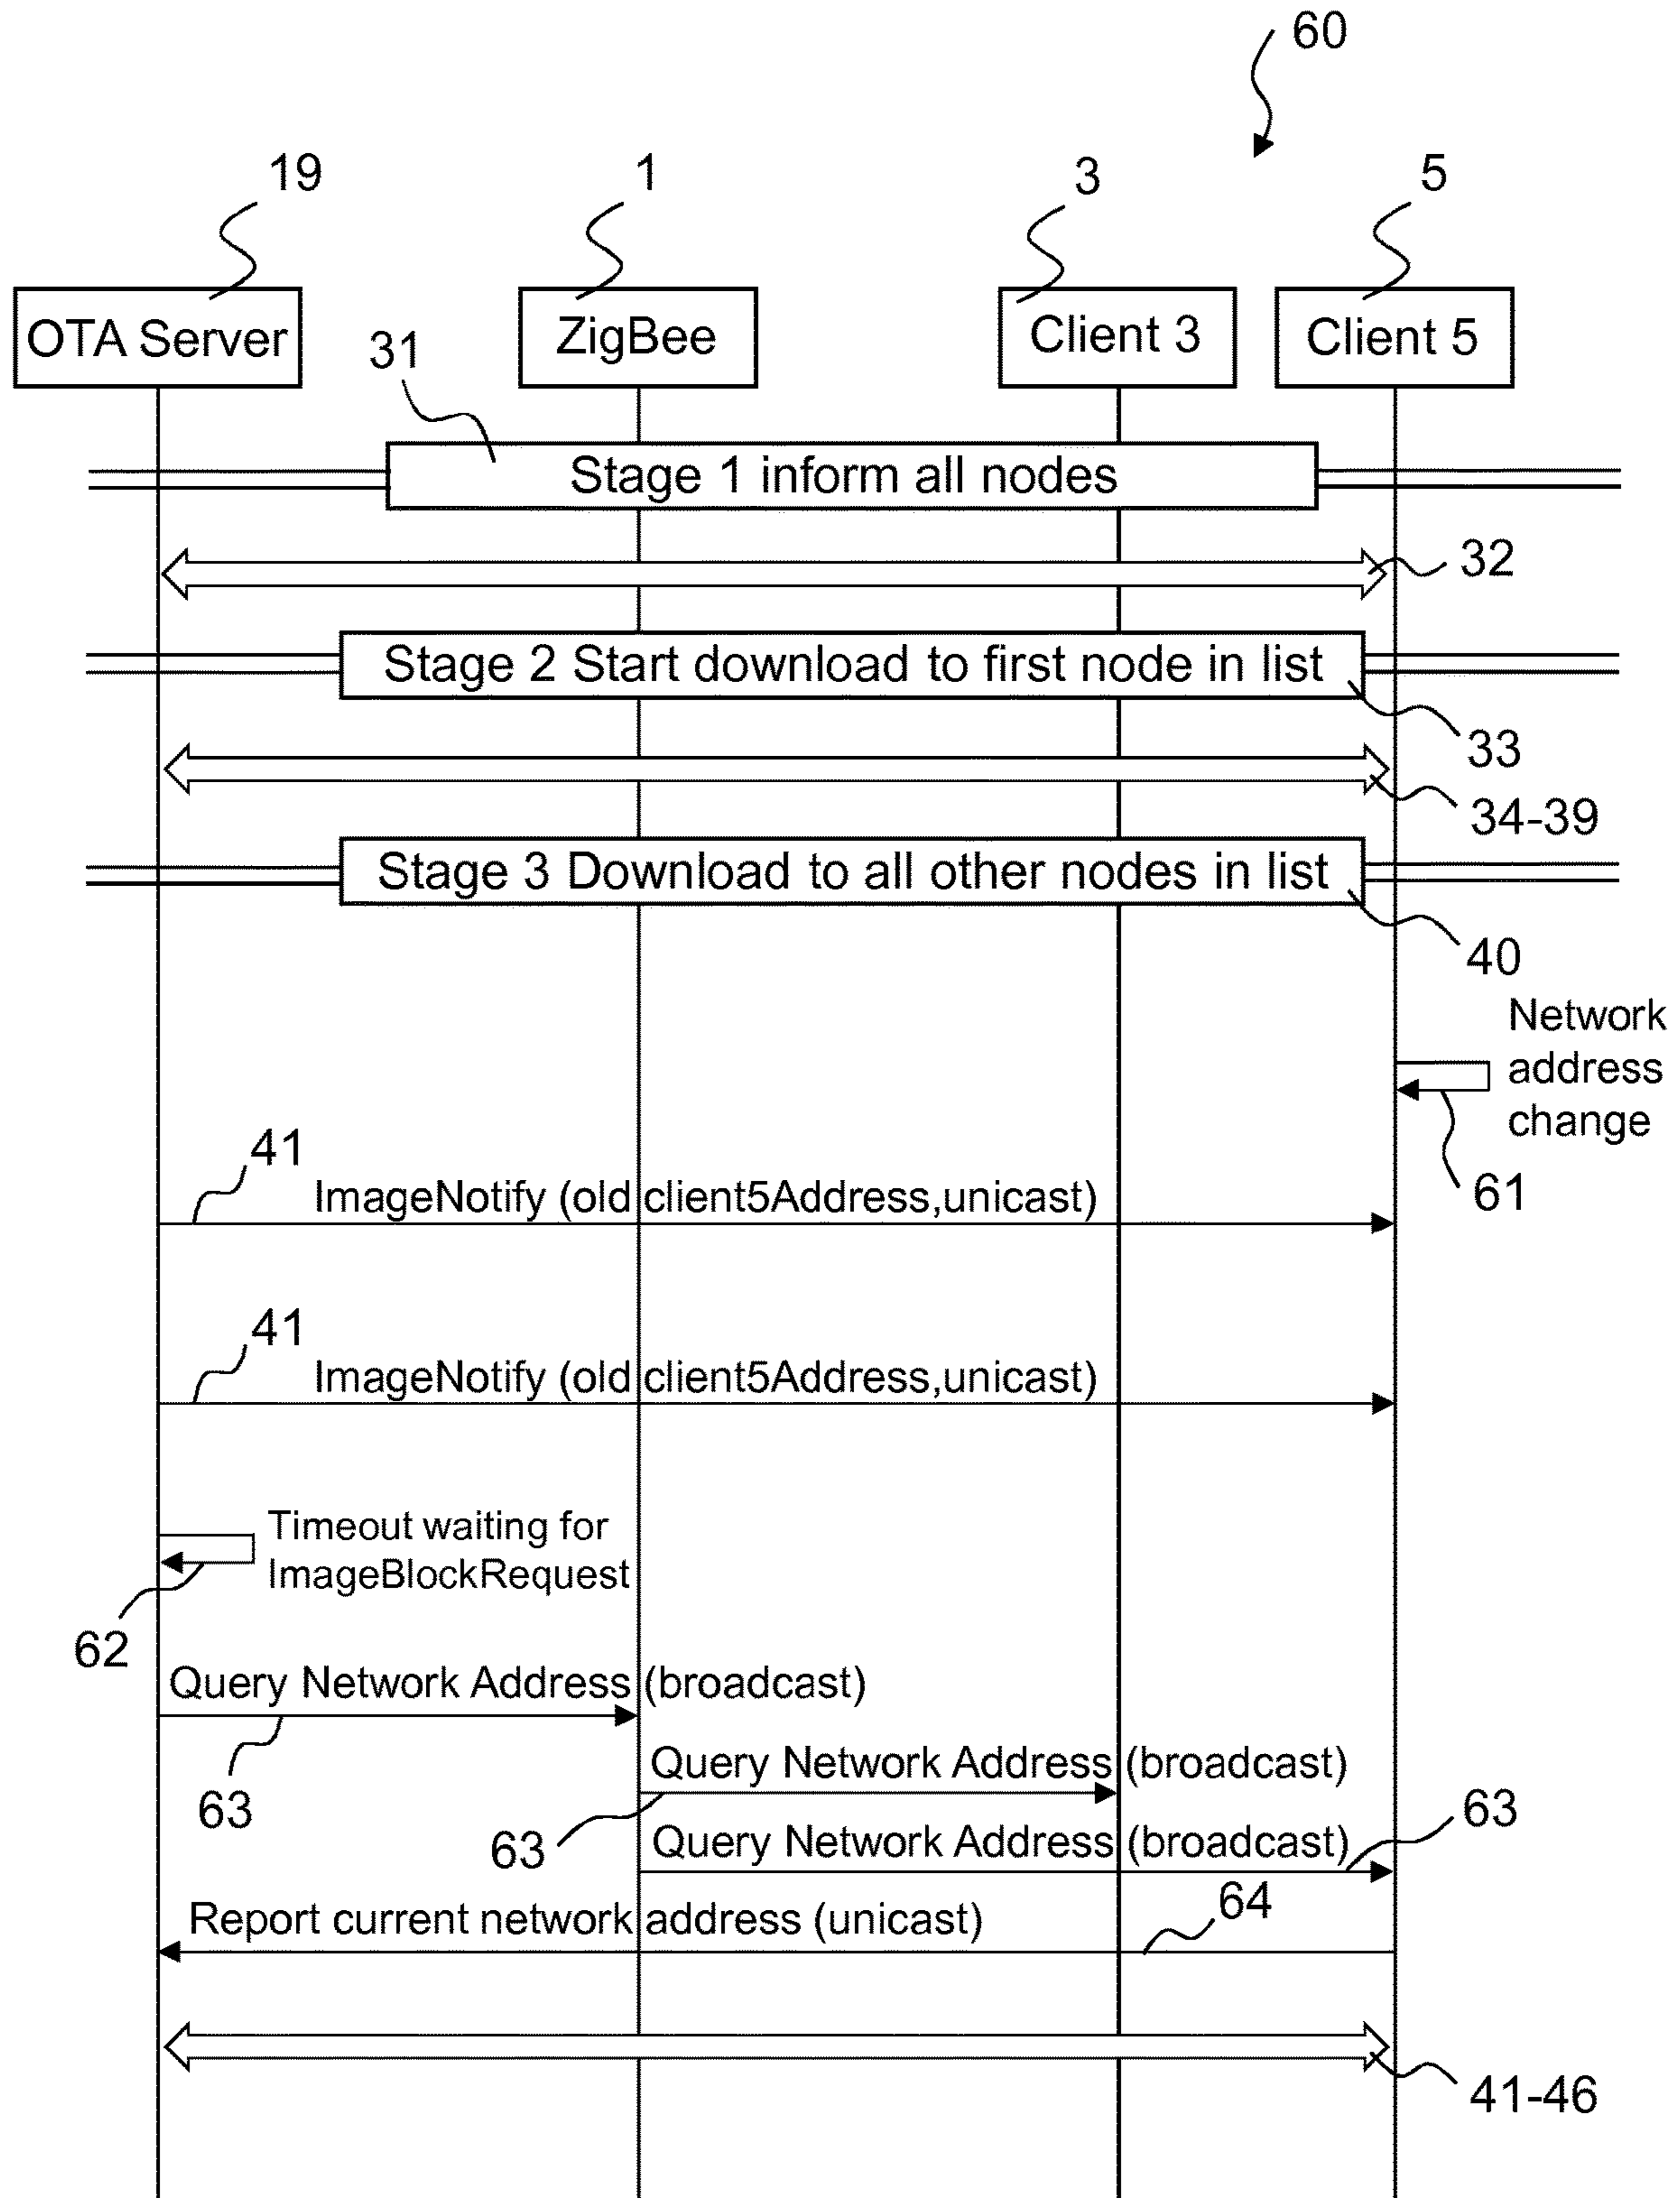 60
19
1
3
5
OTA Server
ZigBee
Client 3
Client 5
31
Stage 1 inform all nodes
32
Stage 2 Start download to first node in list
33
34-39
Stage 3 Download to all other nodes in list
40
Network
address
change
61
41
ImageNotify (old client5Address,unicast)
41
ImageNotify (old client5Address,unicast)
Timeout waiting for
ImageBlockRequest
62
Query Network Address (broadcast)
63
Query Network Address (broadcast)
63
Query Network Address (broadcast)
63
Report current network address (unicast)
64
41-46